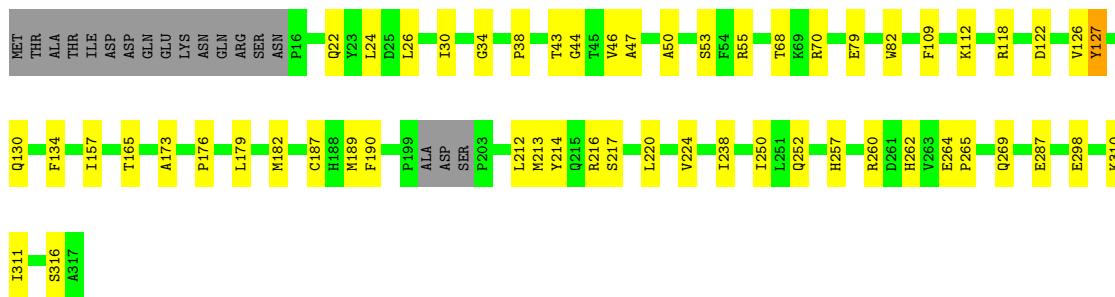 MET THR ALA THR ILE ASP ASP GLN GLU LYS ASN GLN ARG SER ASN P16 Q22 Y23 L24 D25 L26 I30 G34 P38 T43 G44 T45 V46 A47 A50 S53 F54 R55 T68 K69 R70 E79 W82 F109 K112 R118 D122 V126 Y127
Q130 F134 I157 T165 A173 P176 L179 M182 C187 H188 M189 F190 P199 ALA ASP SER P203 L212 M213 Y214 Q215 R216 S217 L220 V224 I238 I250 L251 Q252 H257 R260 D261 H262 V263 E264 P265 Q269 E287 E298 K310
I311 S316 A317